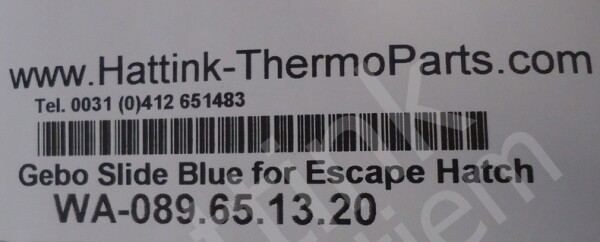 www.Hattink-ThermoParts.com
Tel. 0031 (0)412 651483
Gebo Slide Blue for Escape Hatch
WA-089.65.13.20